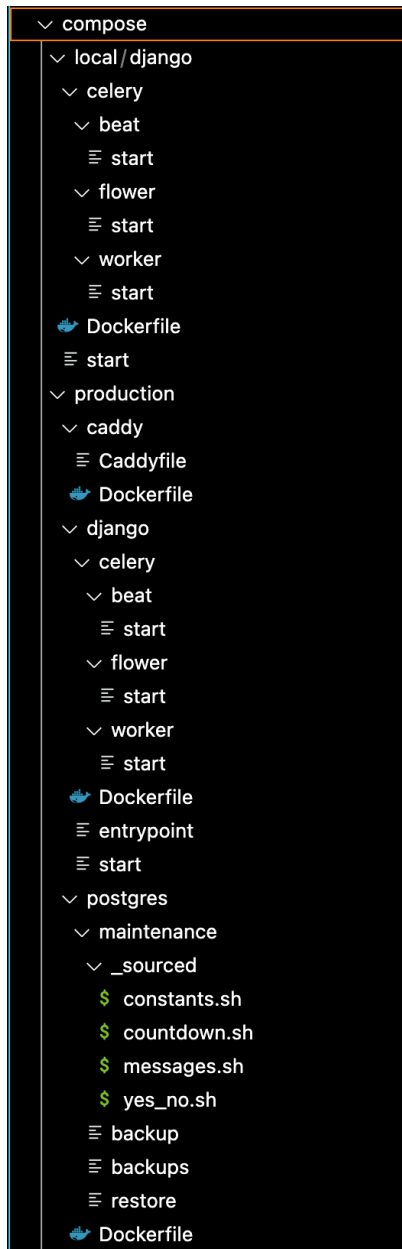 compose
local/django
celery
beat
start
flower
start
worker
start
Dockerfile
start
production
caddy
Caddyfile
Dockerfile
django
celery
beat
start
flower
start
worker
start
Dockerfile
entrypoint
start
postgres
maintenance
_sourced
$ constants.sh
$ countdown.sh
$ messages.sh
$ yes_no.sh
backup
backups
restore
Dockerfile